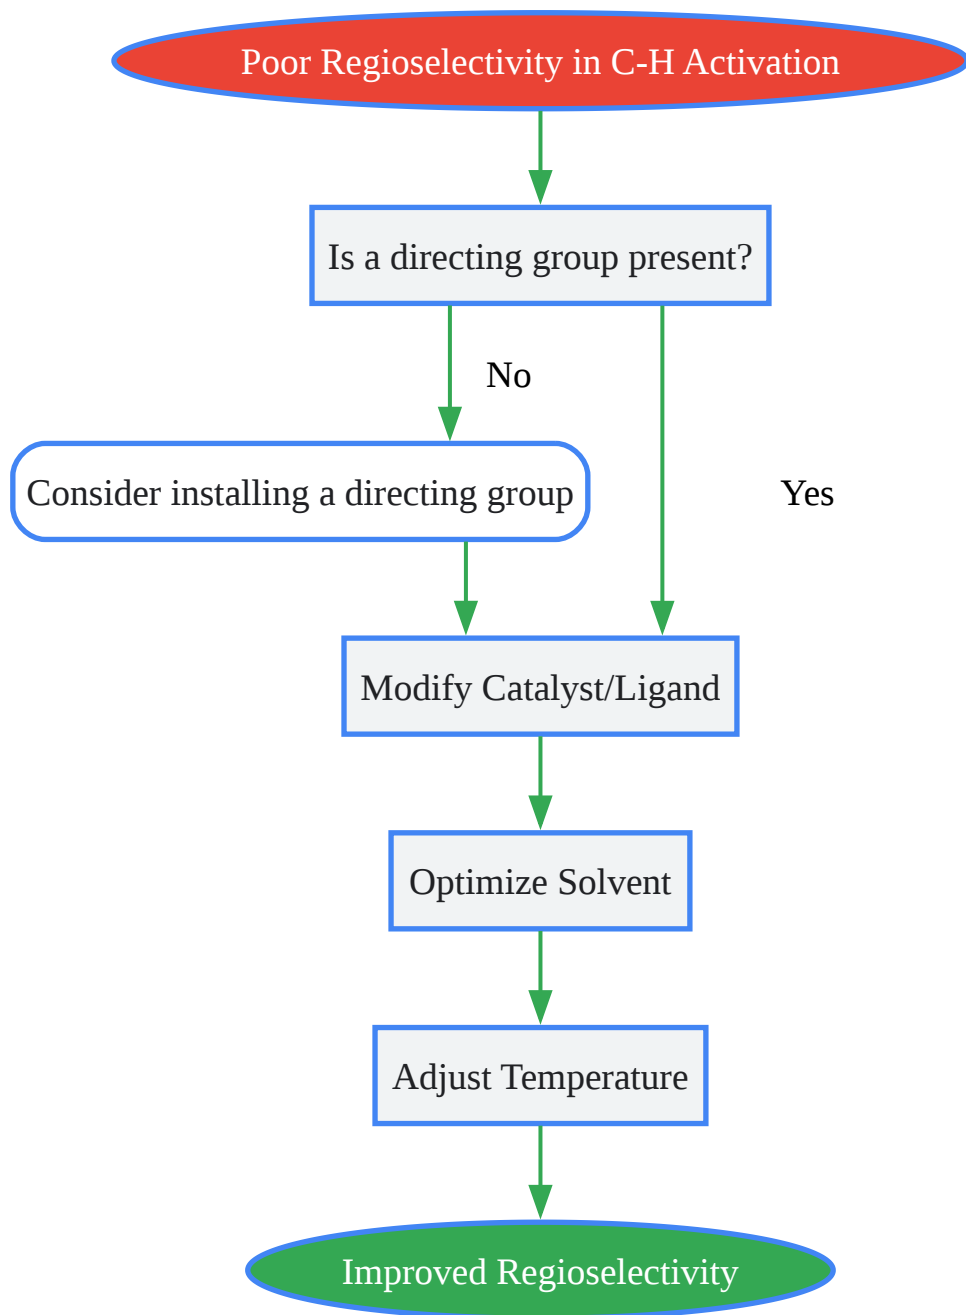 Poor Regioselectivity in C-H Activation
Is a directing group present?
No
Consider installing a directing group
Yes
Modify Catalyst/Ligand
Optimize Solvent
Adjust Temperature
Improved Regioselectivity